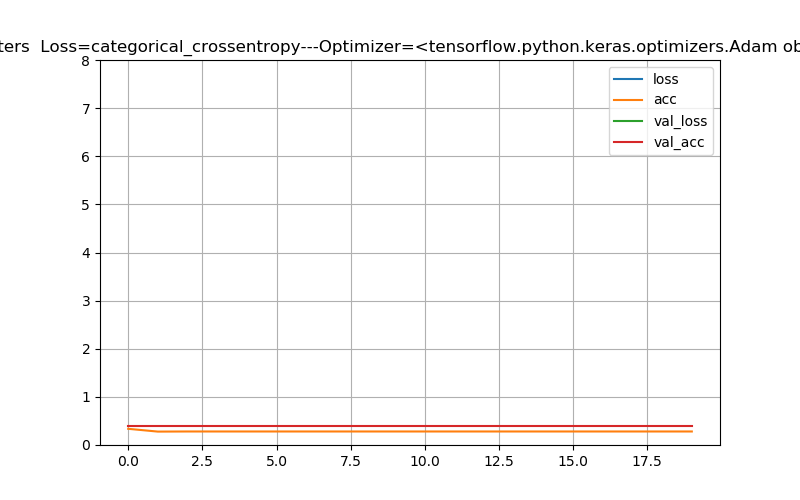 ters  Loss=categorical_crossentropy---Optimizer=<tensorflow.python.keras.optimizers.Adam ob
8
7
6
5
4
3
2
1
0
loss
acc
val_loss
val_acc
0.0 2.5 5.0 7.5 10.0 12.5 15.0 17.5